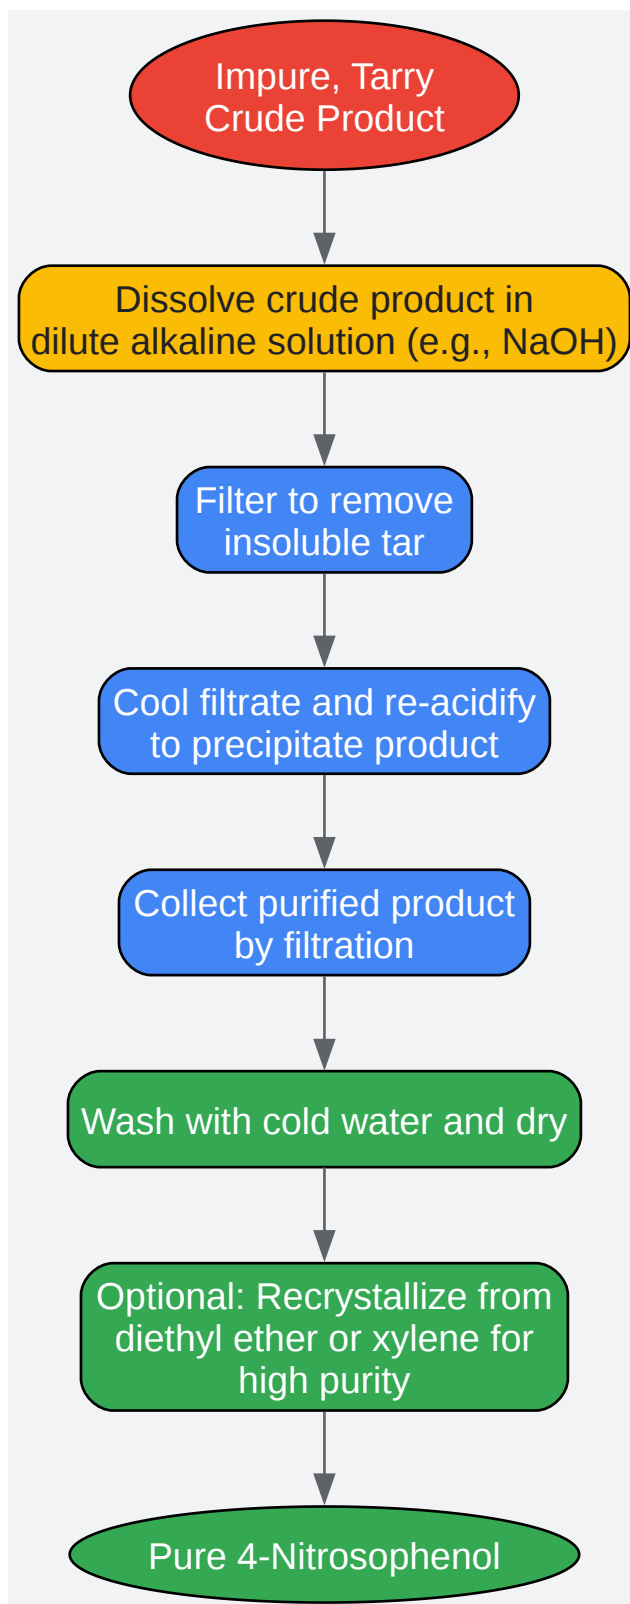 Impure, Tarry
Crude Product
Dissolve crude product in
dilute alkaline solution (e.g., NaOH)
Filter to remove
insoluble tar
Cool filtrate and re-acidify
to precipitate product
Collect purified product
by filtration
Wash with cold water and dry
Optional: Recrystallize from
diethyl ether or xylene for
high purity
Pure 4-Nitrosophenol